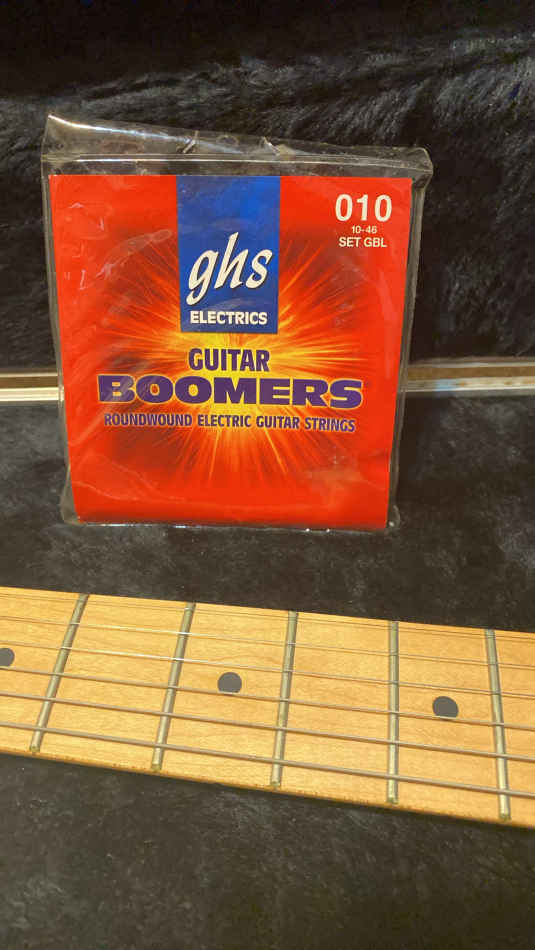 010
10-46
SET GBL
ghs
ELECTRICS
GUITAR
BOOMERS
ROUNDWOUND ELECTRIC GUITAR STRINGS